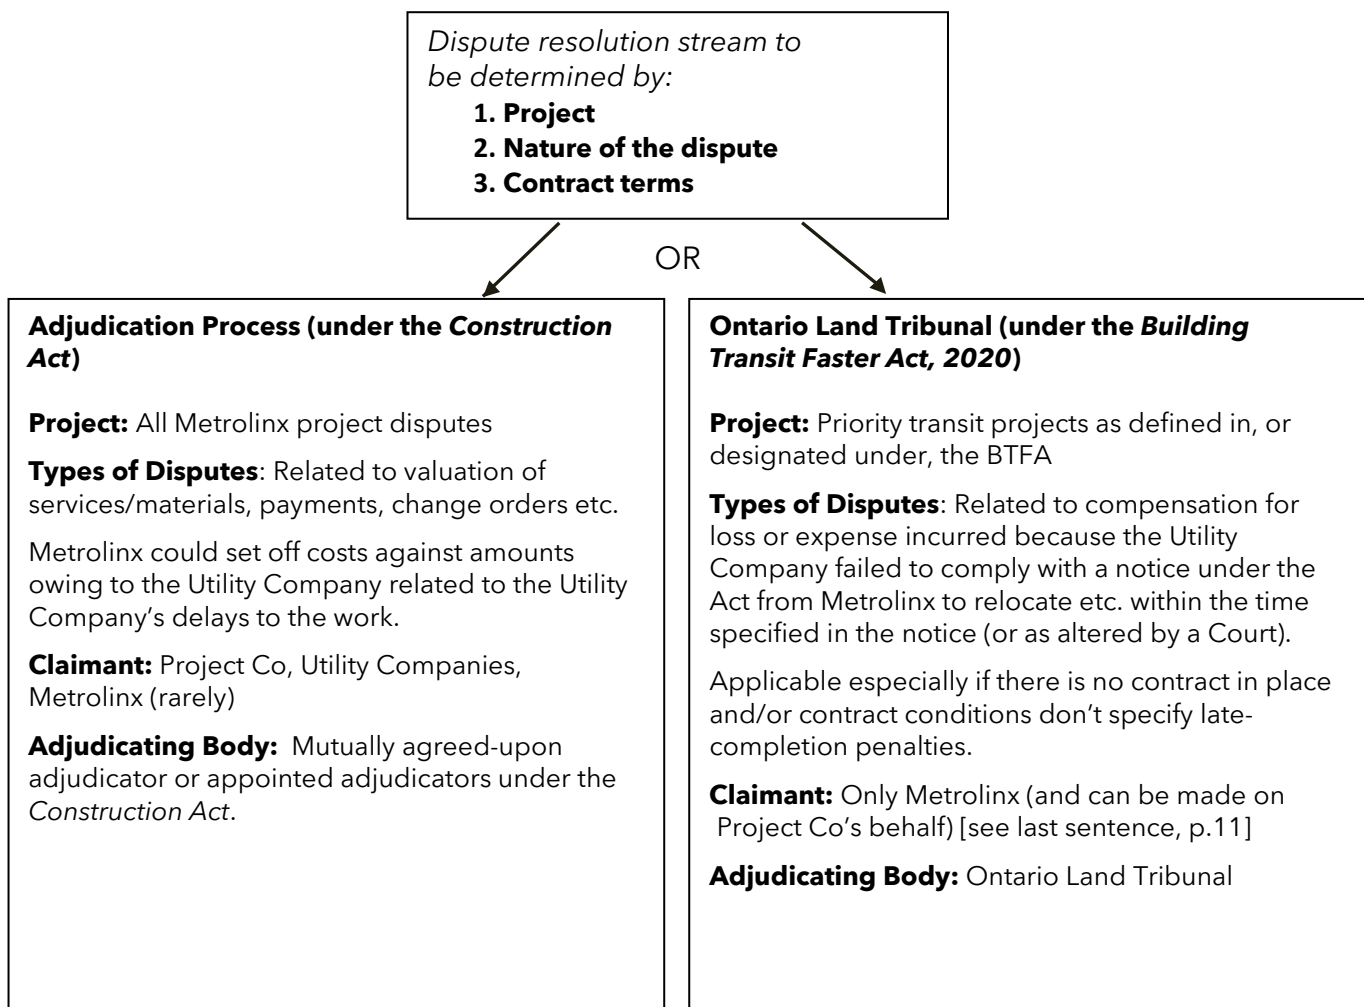 Dispute resolution stream to
be determined by:
1. Project
2. Nature of the dispute
3. Contract terms
OR
Adjudication Process (under the Construction
Act)
Project: All Metrolinx project disputes
Types of Disputes: Related to valuation of
services/materials, payments, change orders etc.
Metrolinx could set off costs against amounts
owing to the Utility Company related to the Utility
Company’s delays to the work.
Claimant: Project Co, Utility Companies,
Metrolinx (rarely)
Adjudicating Body: Mutually agreed-upon
adjudicator or appointed adjudicators under the
Construction Act.
Ontario Land Tribunal (under the Building
Transit Faster Act, 2020)
Project: Priority transit projects as defined in, or
designated under, the BTFA
Types of Disputes: Related to compensation for
loss or expense incurred because the Utility
Company failed to comply with a notice under the
Act from Metrolinx to relocate etc. within the time
specified in the notice (or as altered by a Court).
Applicable especially if there is no contract in place
and/or contract conditions don’t specify late-
completion penalties.
Claimant: Only Metrolinx (and can be made on
Project Co’s behalf) [see last sentence, p.11]
Adjudicating Body: Ontario Land Tribunal